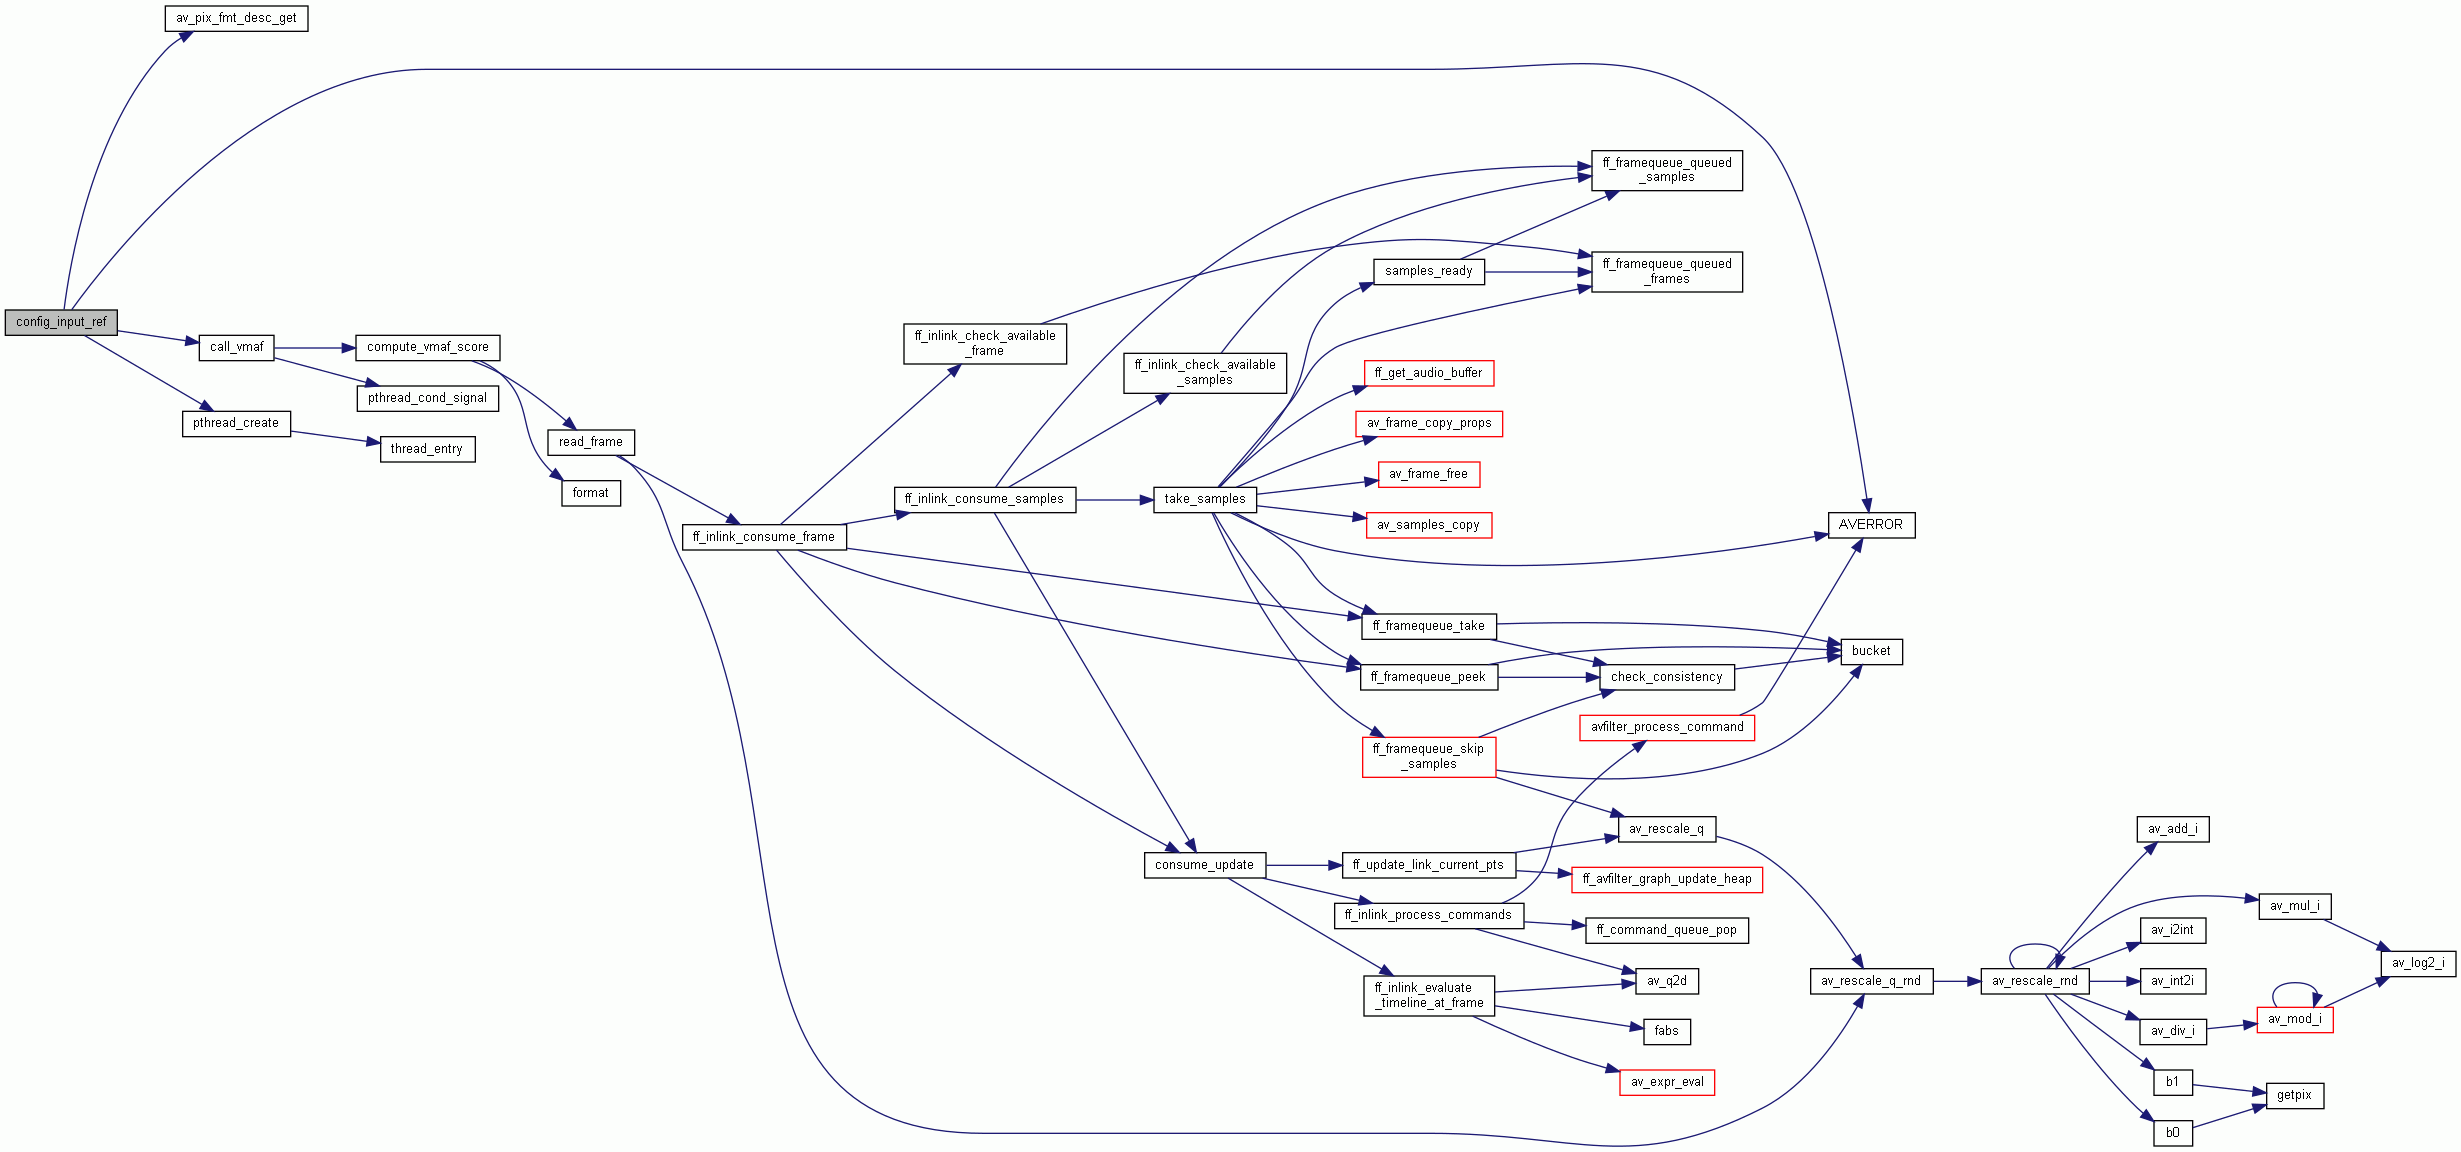 av_pix_fmt_desc_get
config_input_ref
call_vmaf
compute_vmaf_score
pthread_cond_signal
pthread_create
thread_entry
read_frame
format
ff_inlink_consume_frame
ff_inlink_check_available
_frame
ff_inlink_consume_samples
ff_inlink_check_available
_samples
take_samples
consume_update
ff_framequeue_queued
_samples
samples_ready
ff_framequeue_queued
_frames
ff_get_audio_buffer
av_frame_copy_props
av_frame_free
av_samples_copy
AVERROR
ff_framequeue_take
ff_framequeue_peek
check_consistency
bucket
avfilter_process_command
ff_framequeue_skip
_samples
av_rescale_q
ff_update_link_current_pts
ff_avfilter_graph_update_heap
ff_inlink_process_commands
ff_command_queue_pop
ff_inlink_evaluate
_timeline_at_frame
av_q2d
fabs
av_expr_eval
av_rescale_q_rnd
av_rescale_rnd
av_add_i
av_mul_i
av_i2int
av_log2_i
av_int2i
av_div_i
av_mod_i
b1
getpix
b0